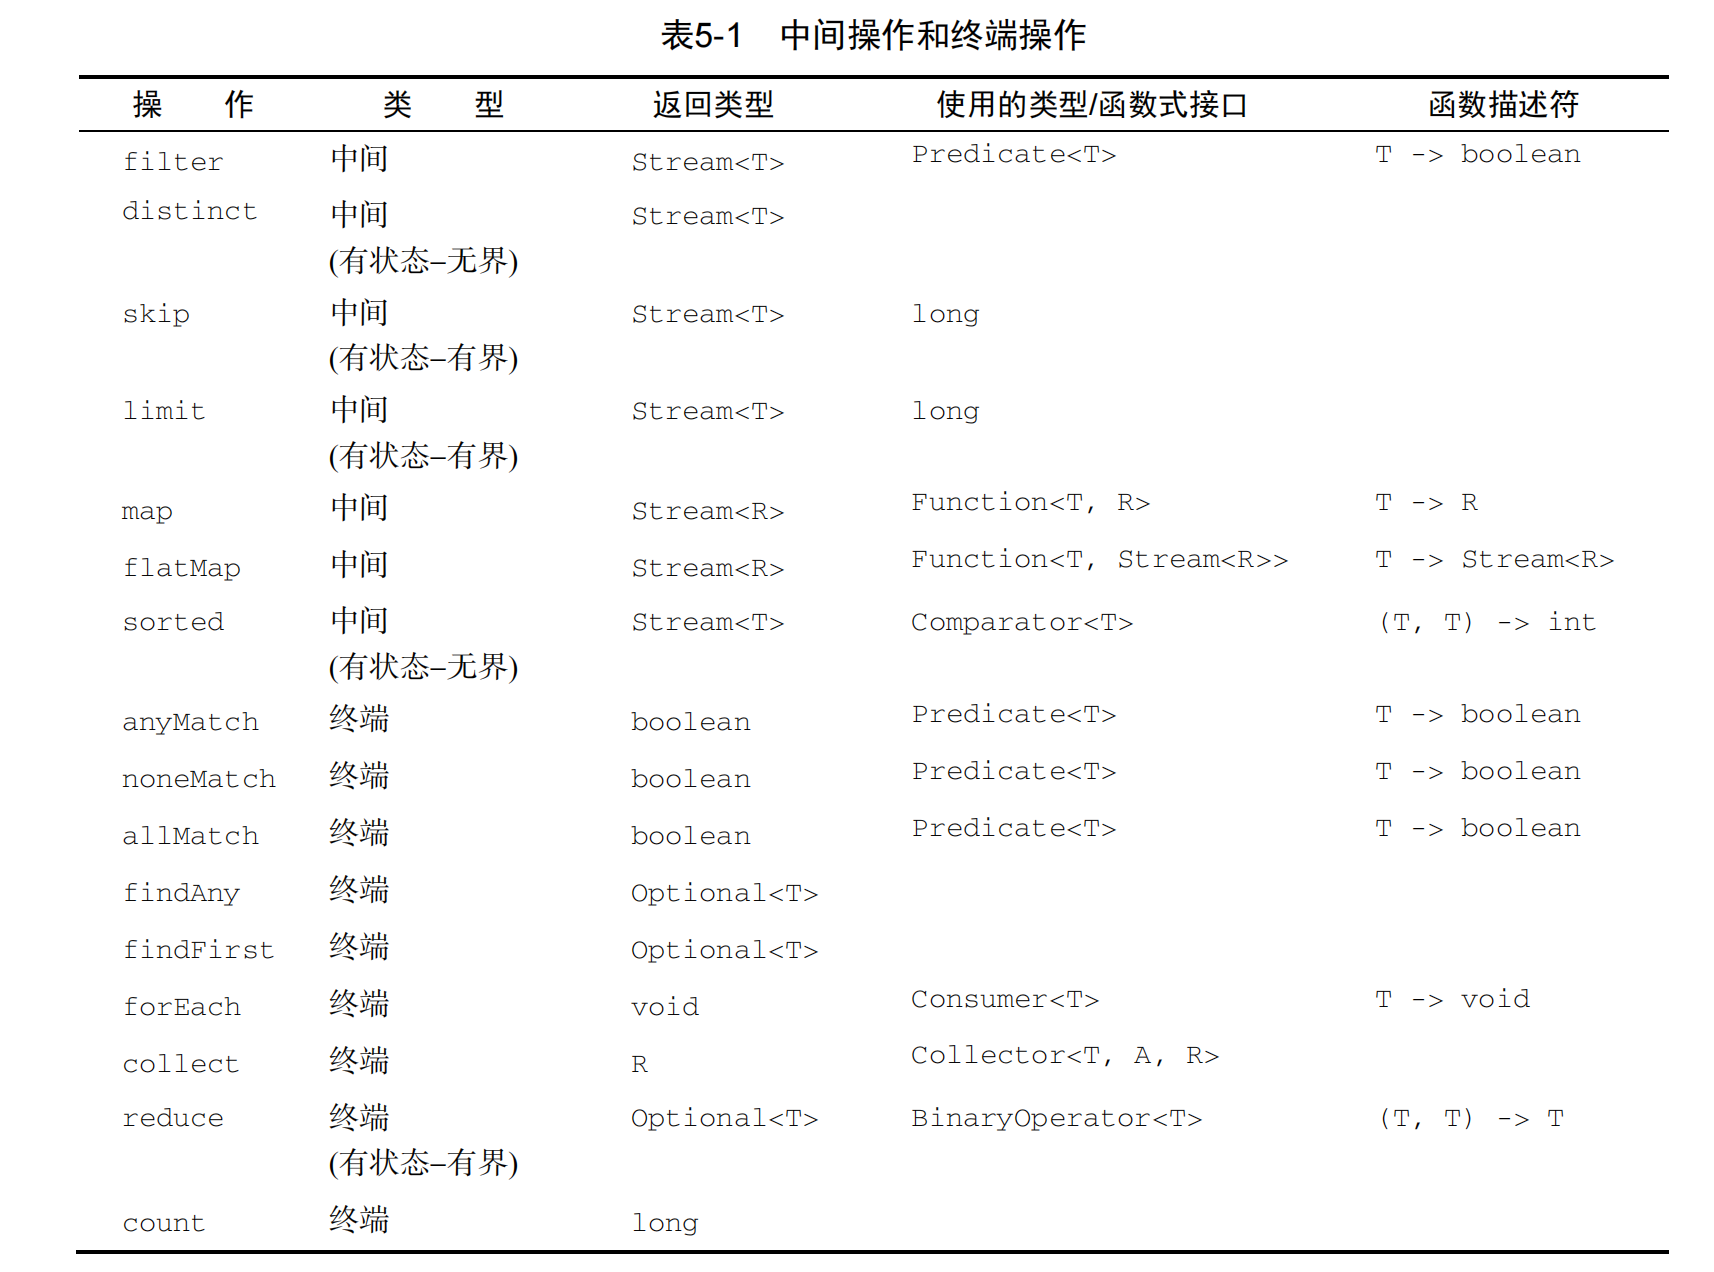 表5-1 中间操作和终端操作
操 作 类 型 返回类型 使用的类型/函数式接口 函数描述符
filter 中间 Stream<T> Predicate<T> T -> boolean
distinct 中间 Stream<T>
(有状态–无界)
skip 中间 Stream<T> long
(有状态–有界)
limit 中间 Stream<T> long
(有状态–有界)
map 中间 Stream<R> Function<T, R> T -> R
flatMap 中间 Stream<R> Function<T, Stream<R>> T -> Stream<R>
sorted 中间 Stream<T> Comparator<T> (T, T) -> int
(有状态–无界)
anyMatch 终端 boolean Predicate<T> T -> boolean
noneMatch 终端 boolean Predicate<T> T -> boolean
allMatch 终端 boolean Predicate<T> T -> boolean
findAny 终端 Optional<T>
findFirst 终端 Optional<T>
forEach 终端 void Consumer<T> T -> void
collect 终端 R Collector<T, A, R>
reduce 终端 Optional<T> BinaryOperator<T> (T, T) -> T
(有状态–有界)
count 终端 long